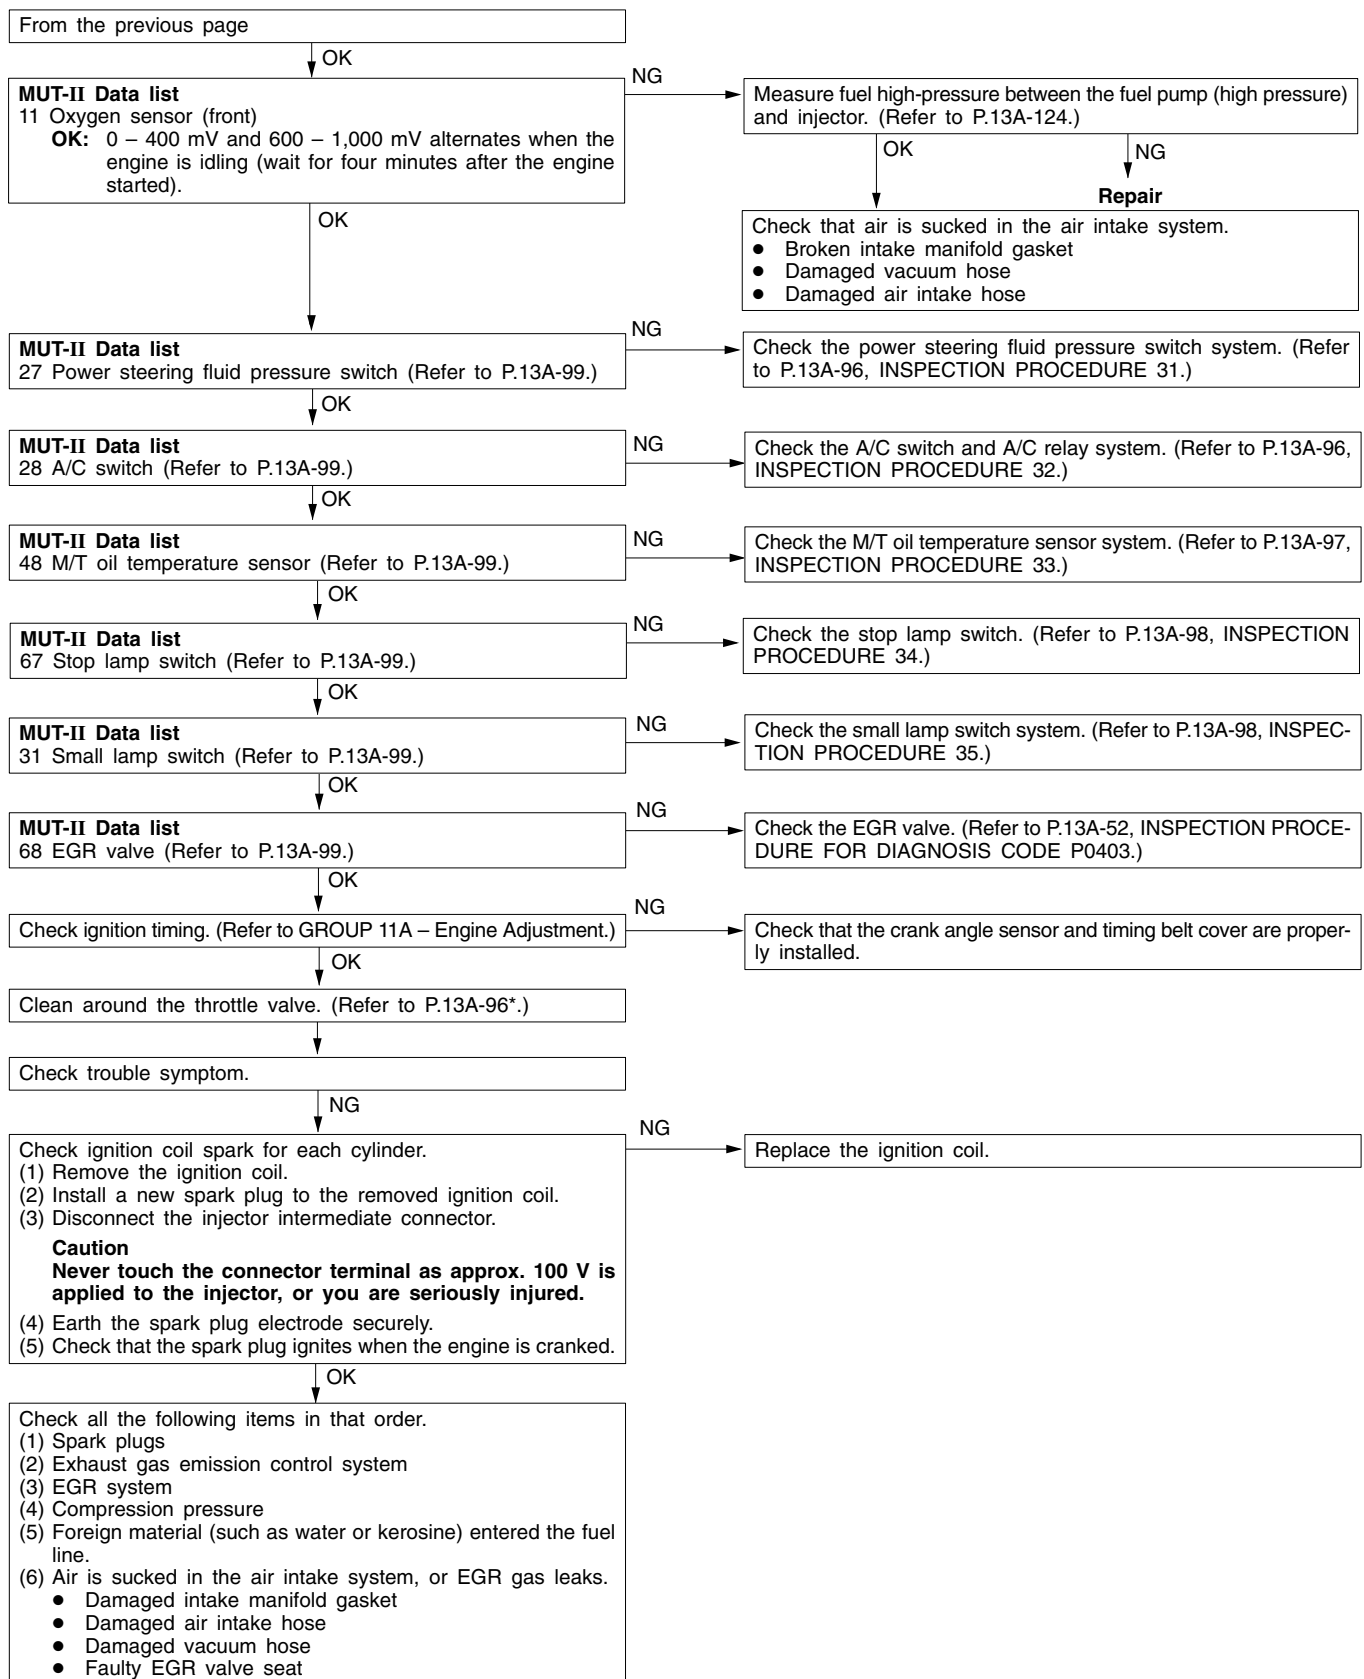 From the previous page
OK
MUT-II Data list
11 Oxygen sensor (front)
OK: 0 – 400 mV and 600 – 1,000 mV alternates when the
engine is idling (wait for four minutes after the engine
started).
NG
Measure fuel high-pressure between the fuel pump (high pressure)
and injector. (Refer to P.13A-124.)
OK
NG
Repair
Check that air is sucked in the air intake system.
● Broken intake manifold gasket
● Damaged vacuum hose
● Damaged air intake hose
OK
MUT-II Data list
27 Power steering fluid pressure switch (Refer to P.13A-99.)
NG
Check the power steering fluid pressure switch system. (Refer
to P.13A-96, INSPECTION PROCEDURE 31.)
OK
MUT-II Data list
28 A/C switch (Refer to P.13A-99.)
NG
Check the A/C switch and A/C relay system. (Refer to P.13A-96,
INSPECTION PROCEDURE 32.)
OK
MUT-II Data list
48 M/T oil temperature sensor (Refer to P.13A-99.)
NG
Check the M/T oil temperature sensor system. (Refer to P.13A-97,
INSPECTION PROCEDURE 33.)
OK
MUT-II Data list
67 Stop lamp switch (Refer to P.13A-99.)
NG
Check the stop lamp switch. (Refer to P.13A-98, INSPECTION
PROCEDURE 34.)
OK
MUT-II Data list
31 Small lamp switch (Refer to P.13A-99.)
NG
Check the small lamp switch system. (Refer to P.13A-98, INSPEC-
TION PROCEDURE 35.)
OK
MUT-II Data list
68 EGR valve (Refer to P.13A-99.)
NG
Check the EGR valve. (Refer to P.13A-52, INSPECTION PROCE-
DURE FOR DIAGNOSIS CODE P0403.)
OK
Check ignition timing. (Refer to GROUP 11A – Engine Adjustment.)
NG
Check that the crank angle sensor and timing belt cover are proper-
ly installed.
OK
Clean around the throttle valve. (Refer to P.13A-96*.)
Check trouble symptom.
NG
Check ignition coil spark for each cylinder.
(1) Remove the ignition coil.
(2) Install a new spark plug to the removed ignition coil.
(3) Disconnect the injector intermediate connector.
Caution
Never touch the connector terminal as approx. 100 V is
applied to the injector, or you are seriously injured.
(4) Earth the spark plug electrode securely.
(5) Check that the spark plug ignites when the engine is cranked.
NG
Replace the ignition coil.
OK
Check all the following items in that order.
(1) Spark plugs
(2) Exhaust gas emission control system
(3) EGR system
(4) Compression pressure
(5) Foreign material (such as water or kerosine) entered the fuel
line.
(6) Air is sucked in the air intake system, or EGR gas leaks.
● Damaged intake manifold gasket
● Damaged air intake hose
● Damaged vacuum hose
● Faulty EGR valve seat